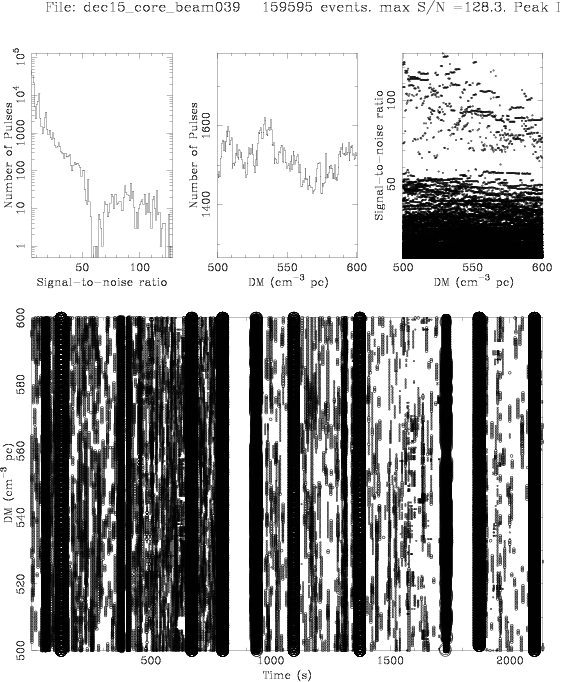 File: dec15_core_beam039 159595 events. max S/N =128.3. Peak
Number of Pulses
1 10 100 1000 10^4 10^5
50 100
Signal-to-noise ratio
Number of Pulses
1400 1600
500 550 600
DM (cm^-3 pc)
Signal-to-noise ratio
50 100
500 550 600
DM (cm^-3 pc)
DM (cm^-3 pc)
500 520 540 560 580 600
500 1000 1500 2000
Time (s)